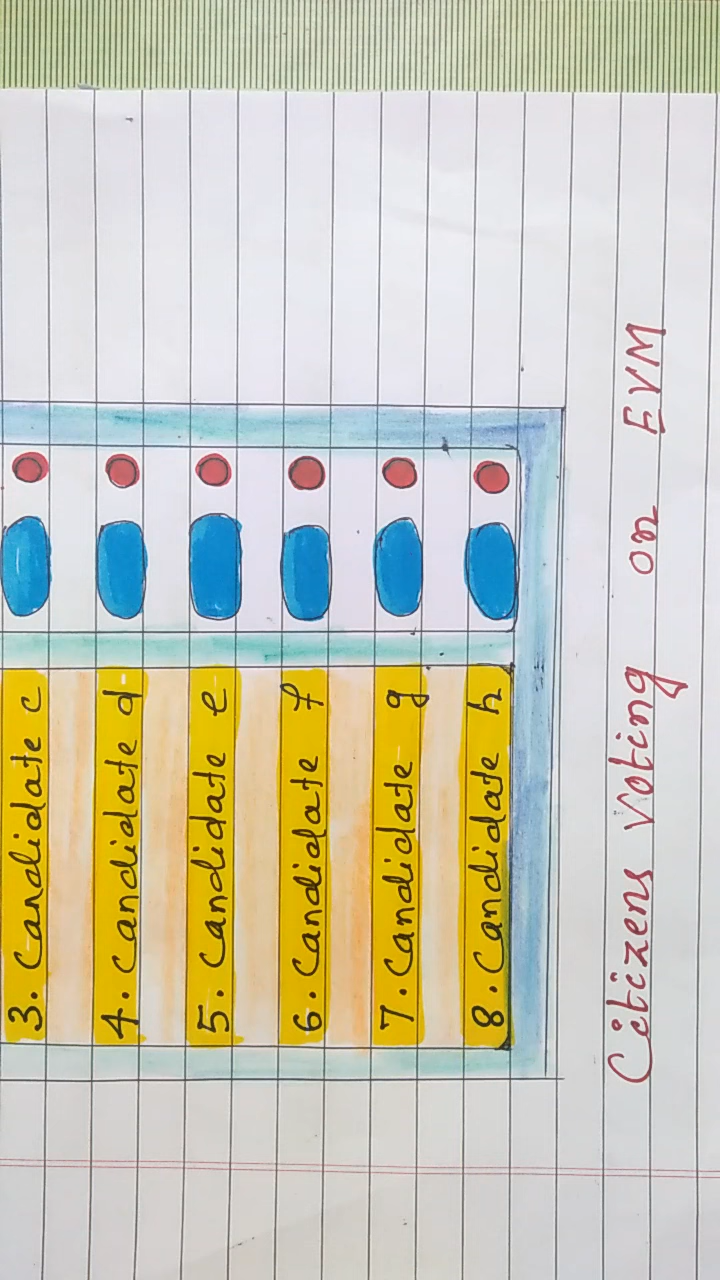 3. Candidate c
4. Candidate d
5. Candidate e
6. Candidate f
7. Candidate g
8. Candidate h
Citizens Voting on EVM